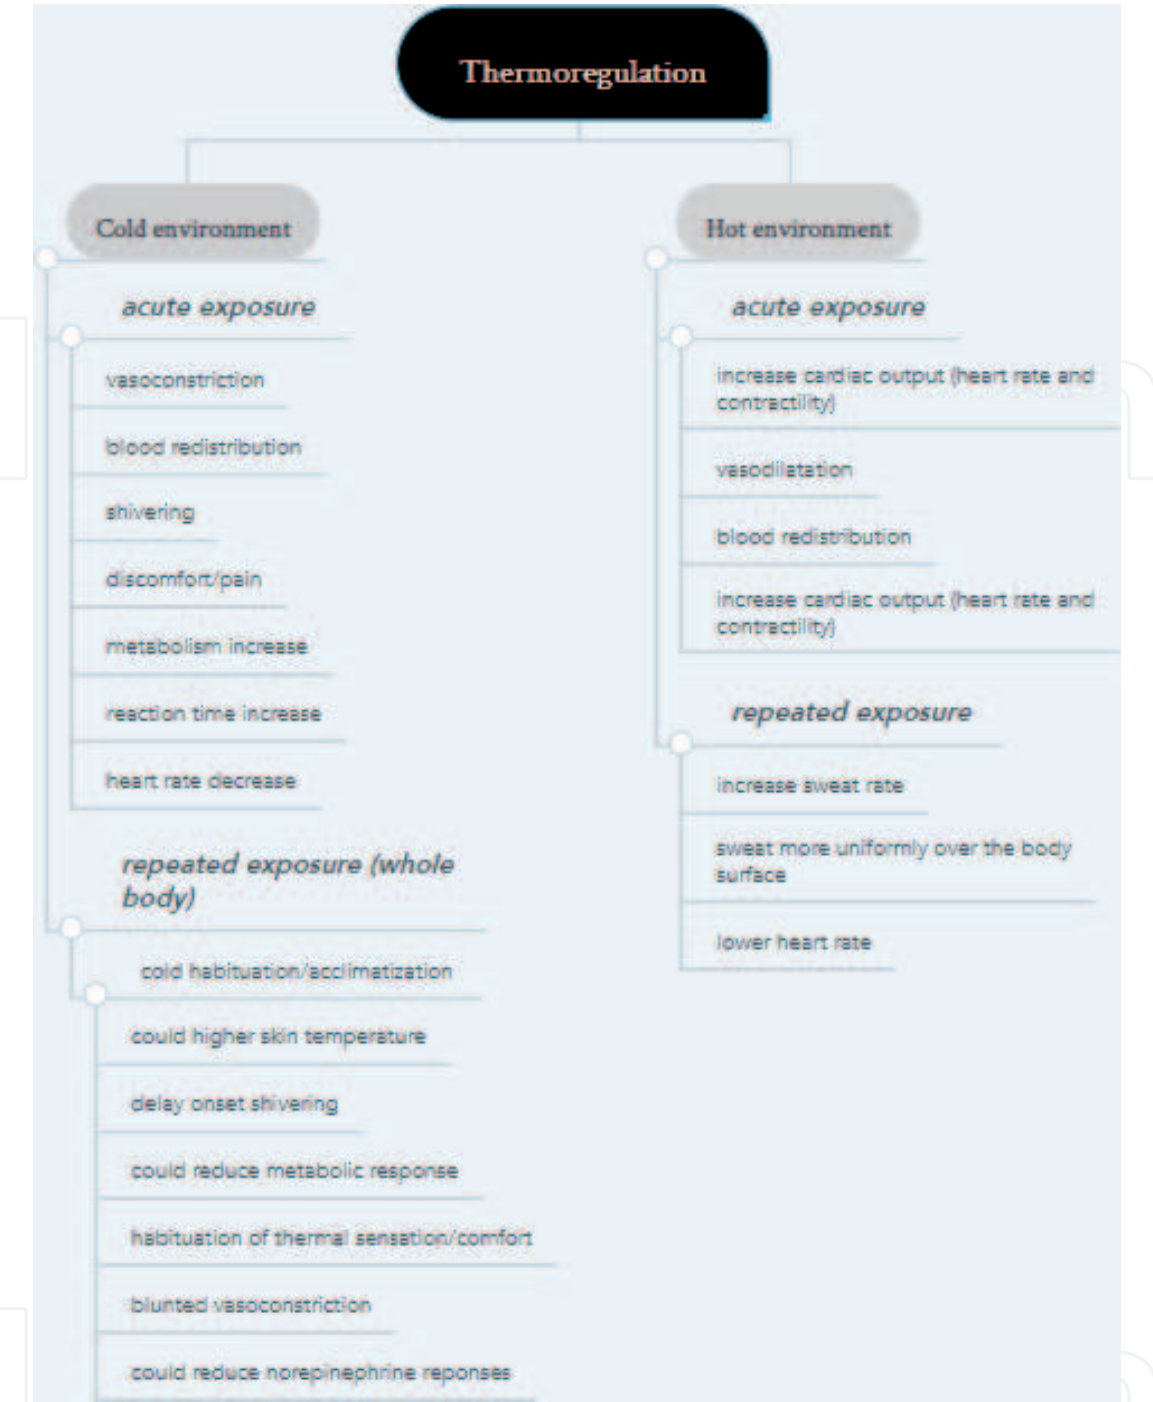 Thermoregulation
Cold environment
acute exposure
vasoconstriction
blood redistribution
shivering
discomfort/pain
metabolism increase
reaction time increase
heart rate decrease
repeated exposure (whole
body)
cold habituation/acclimatization
could higher skin temperature
delay onset shivering
could reduce metabolic response
habituation of thermal sensation/comfort
blunted vasoconstriction
could reduce norepinephrine reponses
Hot environment
acute exposure
increase cardiac output (heart rate and
contractility)
vasodilatation
blood redistribution
increase cardiac output (heart rate and
contractility)
repeated exposure
increase sweat rate
sweat more uniformly over the body
surface
lower heart rate